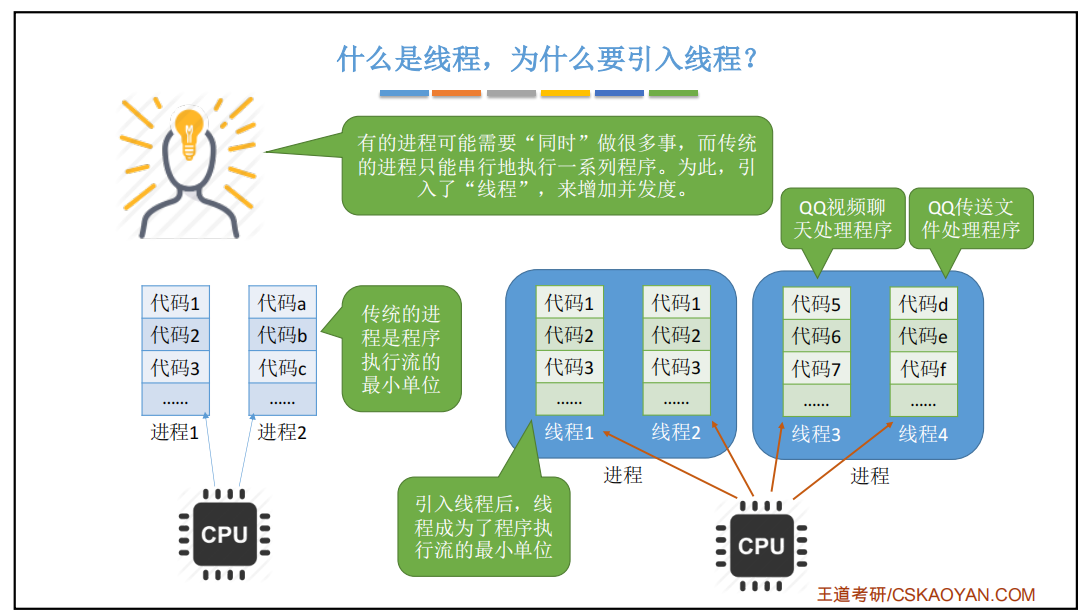 什么是线程，为什么要引入线程？
有的进程可能需要“同时”做很多事，而传统
的进程只能串行地执行一系列程序。为此，引
入了“线程”，来增加并发度。
QQ视频聊
天处理程序
QQ传送文
件处理程序
代码1
代码2
代码3
……
进程1
代码a
代码b
代码c
……
进程2
传统的进
程是程序
执行流的
最小单位
代码1
代码2
代码3
……
线程1
代码1
代码2
代码3
……
线程2
进程
代码5
代码6
代码7
……
线程3
代码d
代码e
代码f
……
线程4
进程
引入线程后，线
程成为了程序执
行流的最小单位
CPU
CPU
王道考研/CSKAOYAN.COM